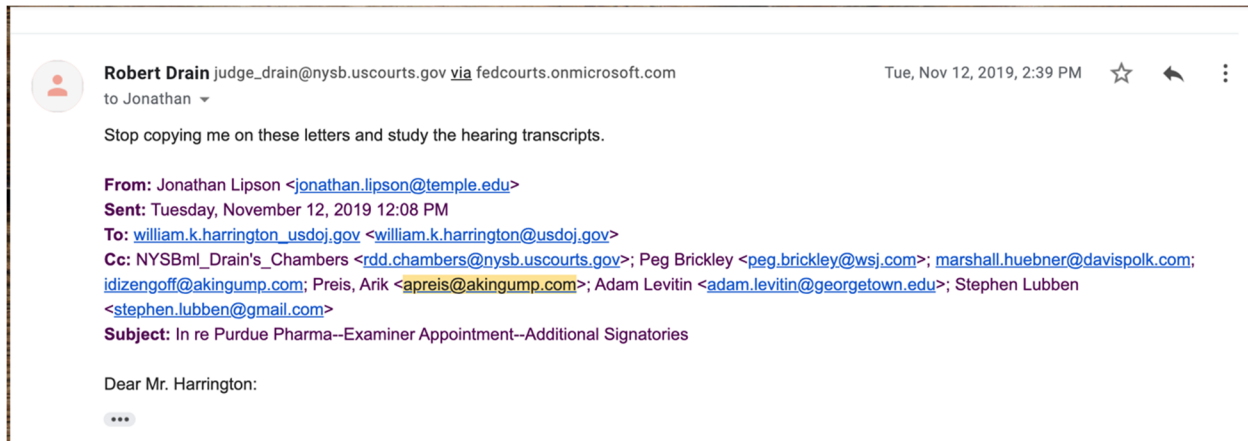 Robert Drain judge_drain@nysb.uscourts.gov via fedcourts.onmicrosoft.com Tue, Nov 12, 2019, 2:39 PM
to Jonathan
Stop copying me on these letters and study the hearing transcripts.
From: Jonathan Lipson <jonathan.lipson@temple.edu>
Sent: Tuesday, November 12, 2019 12:08 PM
To: william.k.harrington_usdoj.gov <william.k.harrington@usdoj.gov>
Cc: NYSBml_Drain's_Chambers <rdd.chambers@nysb.uscourts.gov>; Peg Brickley <peg.brickley@wsj.com>; marshall.huebner@davispolk.com;
idizengoff@akingump.com; Preis, Arik <apreis@akingump.com>; Adam Levitin <adam.levitin@georgetown.edu>; Stephen Lubben
<stephen.lubben@gmail.com>
Subject: In re Purdue Pharma--Examiner Appointment--Additional Signatories
Dear Mr. Harrington: